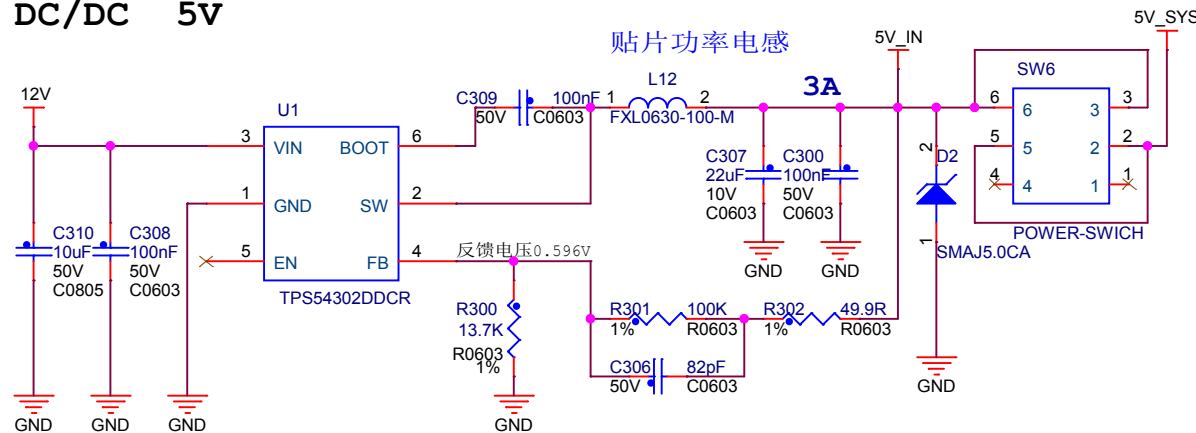 DC/DC 5V
5V_SYS
贴片功率电感
5V_IN
L12
3A
SW6
12V
U1
C309
100nF
50V
C0603
1
2
FXL0630-100-M
6
6
3
3
3
VIN
BOOT
6
5
5
2
2
4
4
1
1
POWER-SWICH
1
GND
SW
2
C307
22uF
10V
C0603
C300
100nF
50V
C0603
2
D2
1
SMAJ5.0CA
C310
10uF
50V
C0805
C308
100nF
50V
C0603
5
EN
FB
4
反馈电压0.596V
TPS54302DDCR
GND
GND
R300
13.7K
R0603
1%
R301
100K
1%
R0603
R302
49.9R
1%
R0603
C306
82pF
50V
C0603
GND
GND
GND
GND
GND